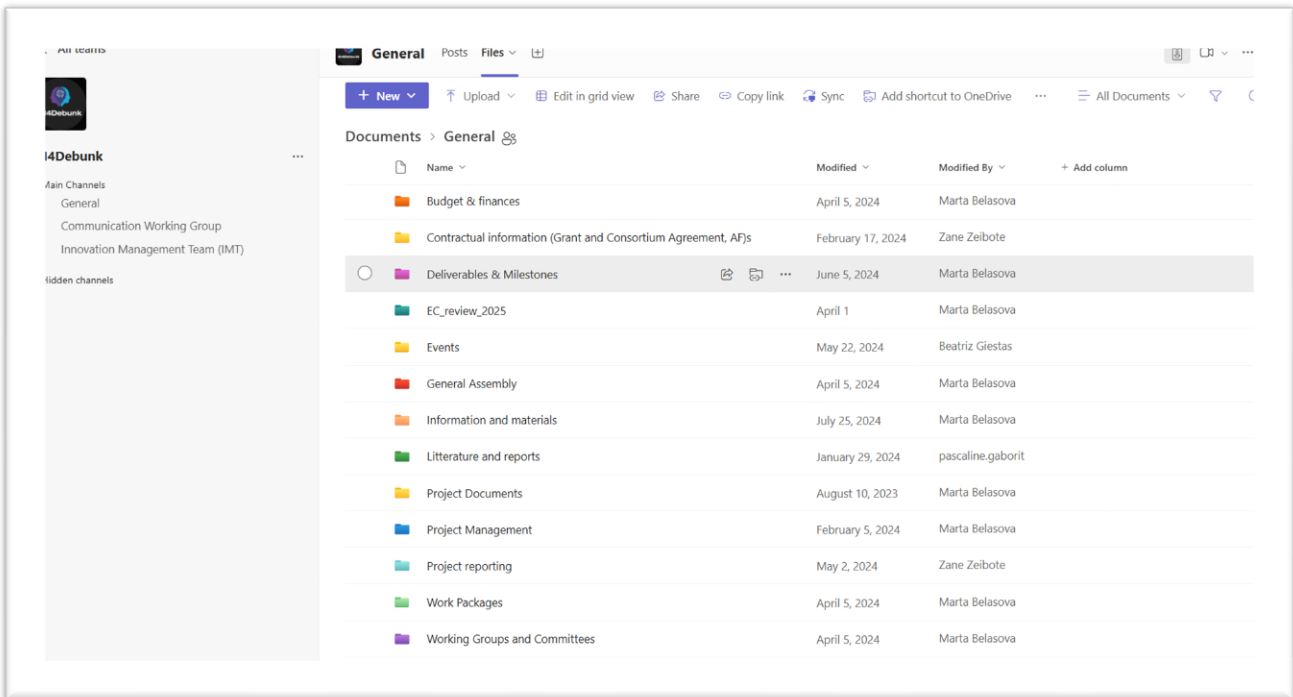 All teams
General Posts Files
4Debunk
+ New Upload Edit in grid view Share Copy link Sync Add shortcut to OneDrive ... All Documents
Documents > General
I4Debunk ...
Main Channels
General
Communication Working Group
Innovation Management Team (IMT)
Hidden channels
Name Modified Modified By + Add column
Budget & finances April 5, 2024 Marta Belasova
Contractual information (Grant and Consortium Agreement, AF)s February 17, 2024 Zane Zeibote
Deliverables & Milestones ... June 5, 2024 Marta Belasova
EC_review_2025 April 1 Marta Belasova
Events May 22, 2024 Beatriz Giestas
General Assembly April 5, 2024 Marta Belasova
Information and materials July 25, 2024 Marta Belasova
Litterature and reports January 29, 2024 pascaline.gaborit
Project Documents August 10, 2023 Marta Belasova
Project Management February 5, 2024 Marta Belasova
Project reporting May 2, 2024 Zane Zeibote
Work Packages April 5, 2024 Marta Belasova
Working Groups and Committees April 5, 2024 Marta Belasova